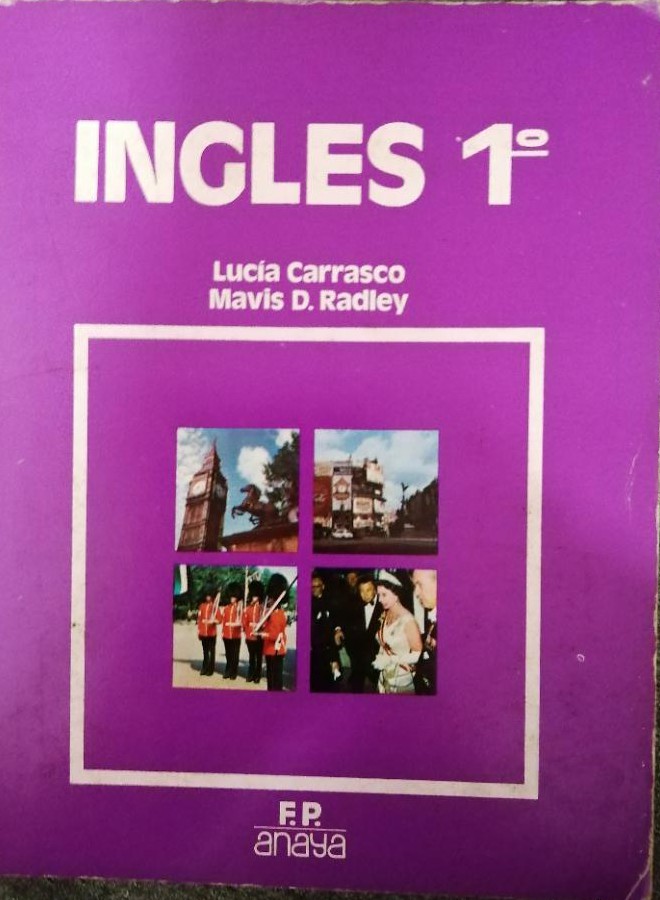 INGLES 1º
Lucía Carrasco
Mavis D. Radley
F.P.
anaya